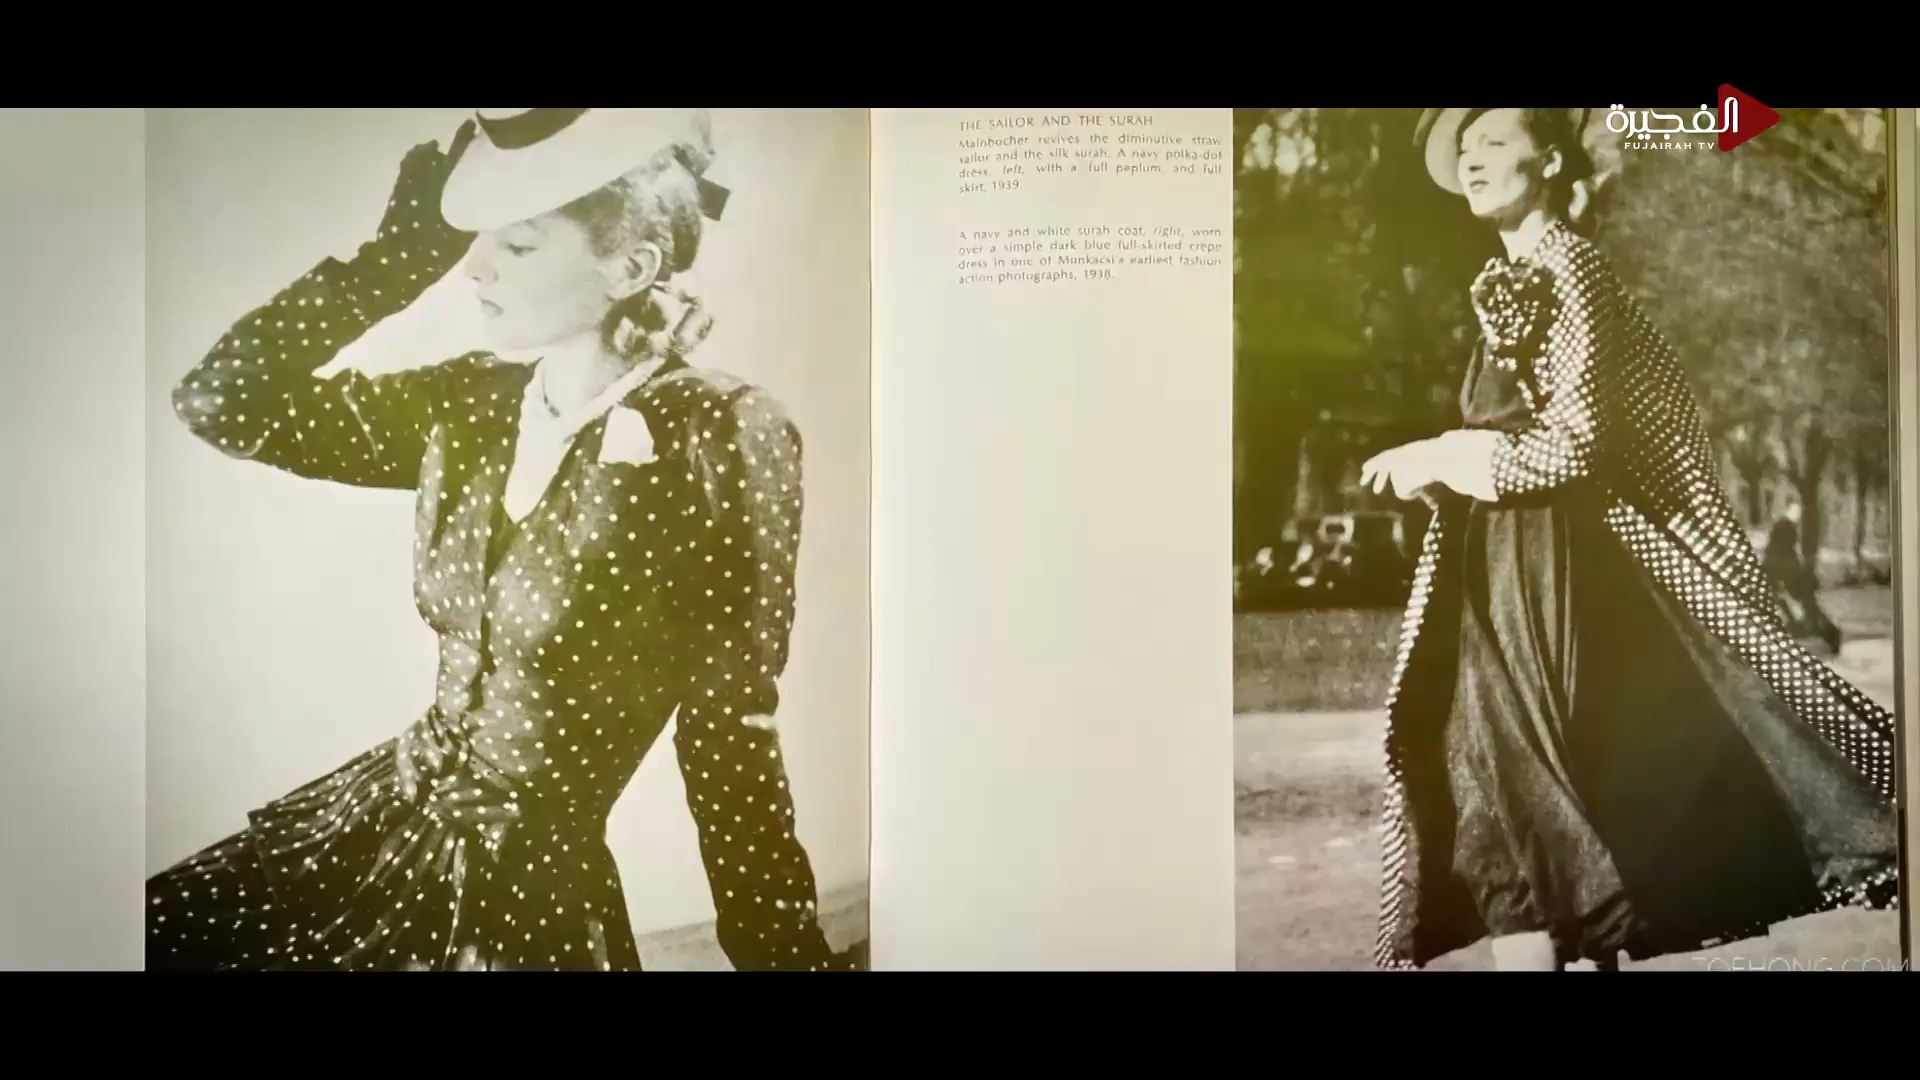 THE SAILOR AND THE SURAH
Mainbocher revives the diminutive straw
sailor and the silk surah. A navy polka-dot
dress, left, with a full peplum, and full
skirt, 1939.
A navy and white surah coat, right, worn
over a simple dark blue full-skirted crepe
dress in one of Munkacsi's earliest fashion
action photographs, 1938.
الفجيرة
FUJAIRAH TV
ZOEHONG.COM